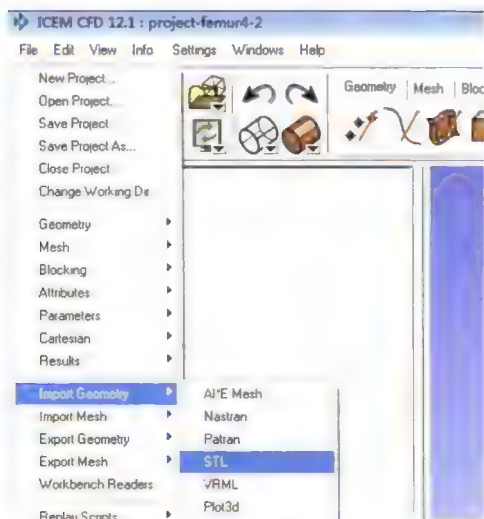 ICEM CFD 12.1 : project-femur4-2
File Edit View Info Settings Windows Help
New Project...
Open Project...
Save Project
Save Project As...
Close Project
Change Working Di
Geometry Mesh Bloc
Geometry
Mesh
Blocking
Attributes
Parameters
Cartesian
Results
Import Geometry
Import Mesh
Export Geometry
Export Mesh
Workbench Readers
Replay Scripts
AI*E Mesh
Nastran
Patran
STL
VRML
Plot3d